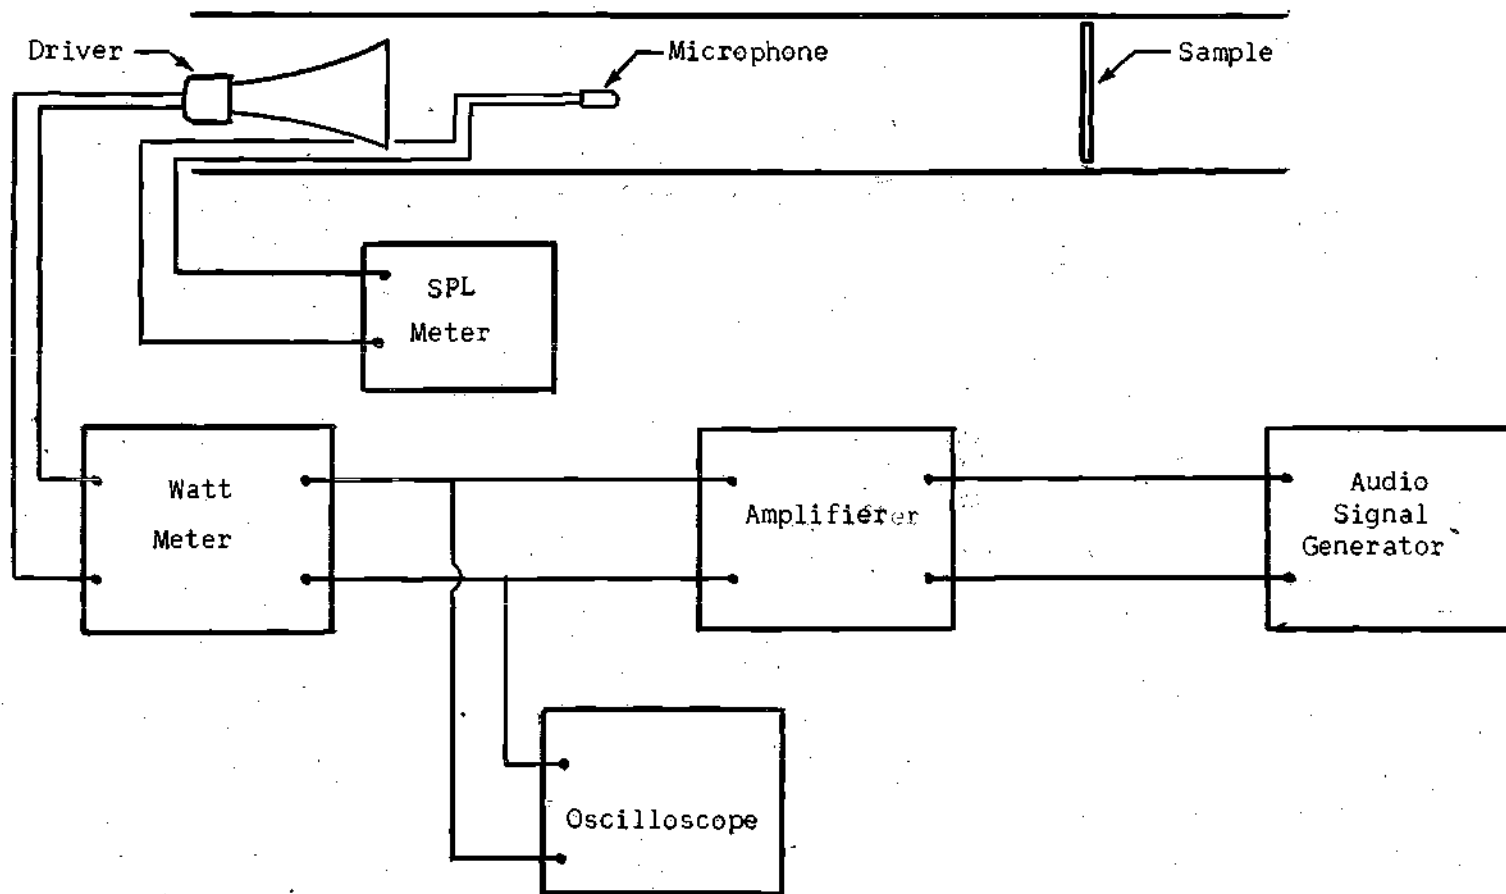 Driver
Microphone
Sample
SPL
Meter
Watt
Meter
Amplifier
Audio
Signal
Generator
Oscilloscope